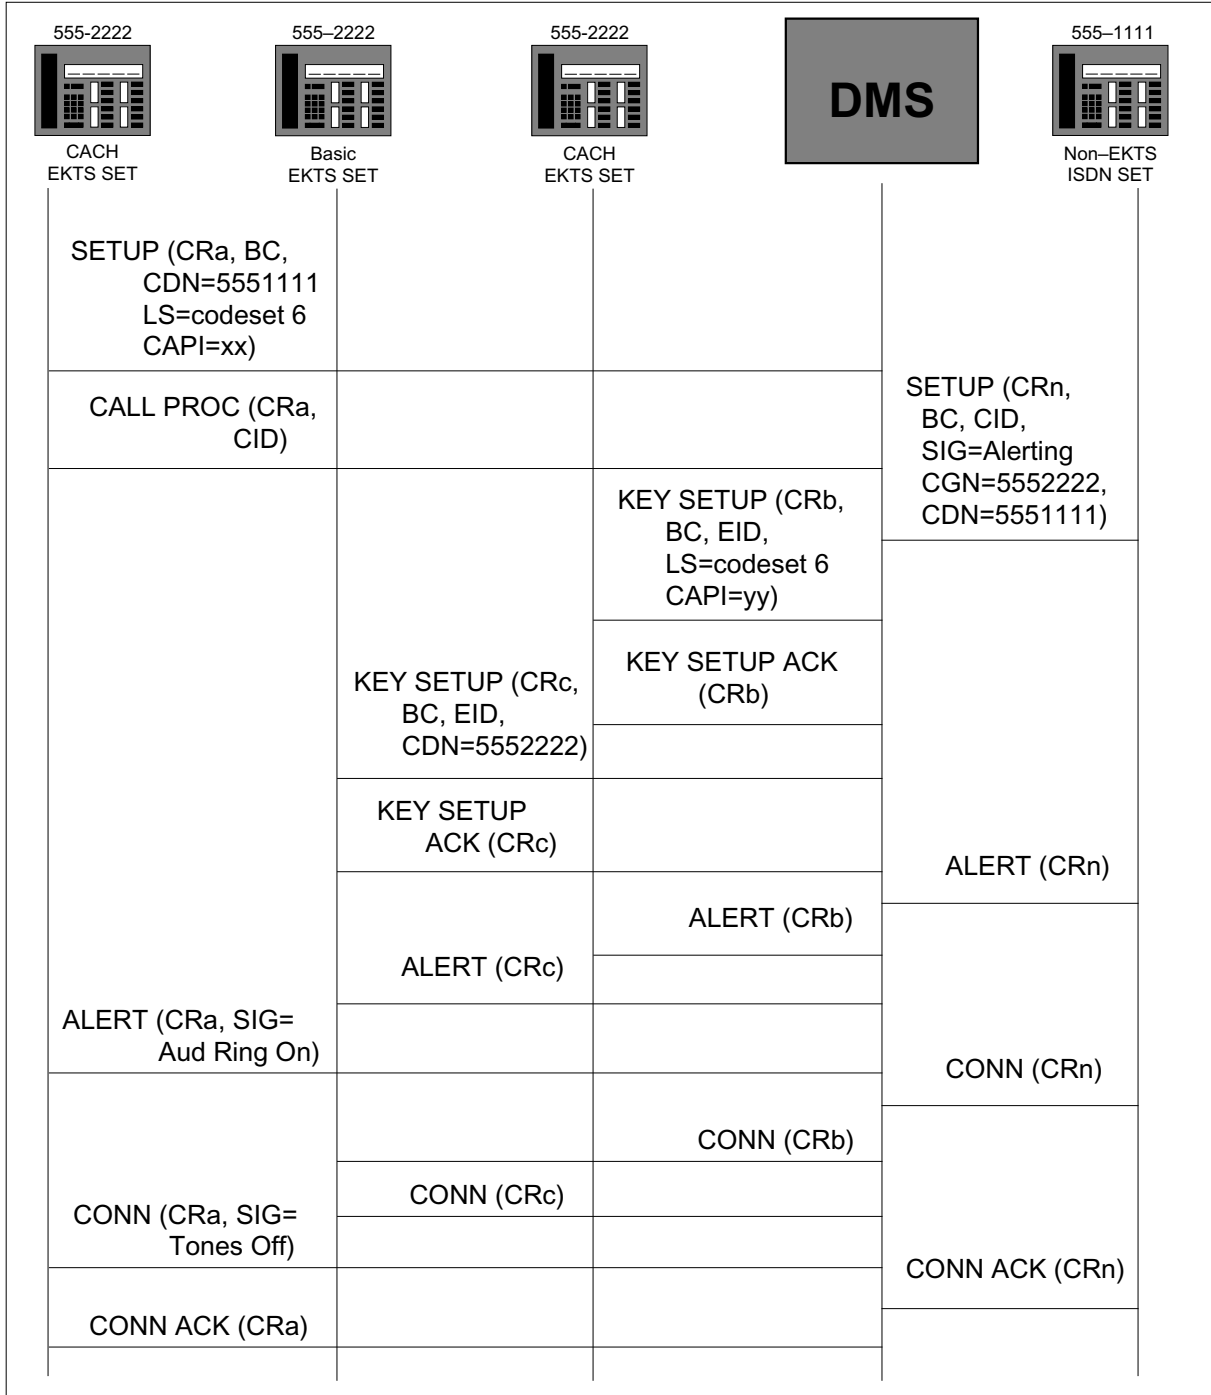 555-2222
555–2222
555-2222
555–1111
DMS
CACH
EKTS SET
Basic
EKTS SET
CACH
EKTS SET
Non–EKTS
ISDN SET
SETUP (CRa, BC,
CDN=5551111
LS=codeset 6
CAPI=xx)
CALL PROC (CRa,
CID)
SETUP (CRn,
BC, CID,
SIG=Alerting
CGN=5552222,
CDN=5551111)
KEY SETUP (CRb,
BC, EID,
LS=codeset 6
CAPI=yy)
KEY SETUP ACK
(CRb)
KEY SETUP (CRc,
BC, EID,
CDN=5552222)
KEY SETUP
ACK (CRc)
ALERT (CRn)
ALERT (CRb)
ALERT (CRc)
ALERT (CRa, SIG=
Aud Ring On)
CONN (CRn)
CONN (CRb)
CONN (CRc)
CONN (CRa, SIG=
Tones Off)
CONN ACK (CRn)
CONN ACK (CRa)